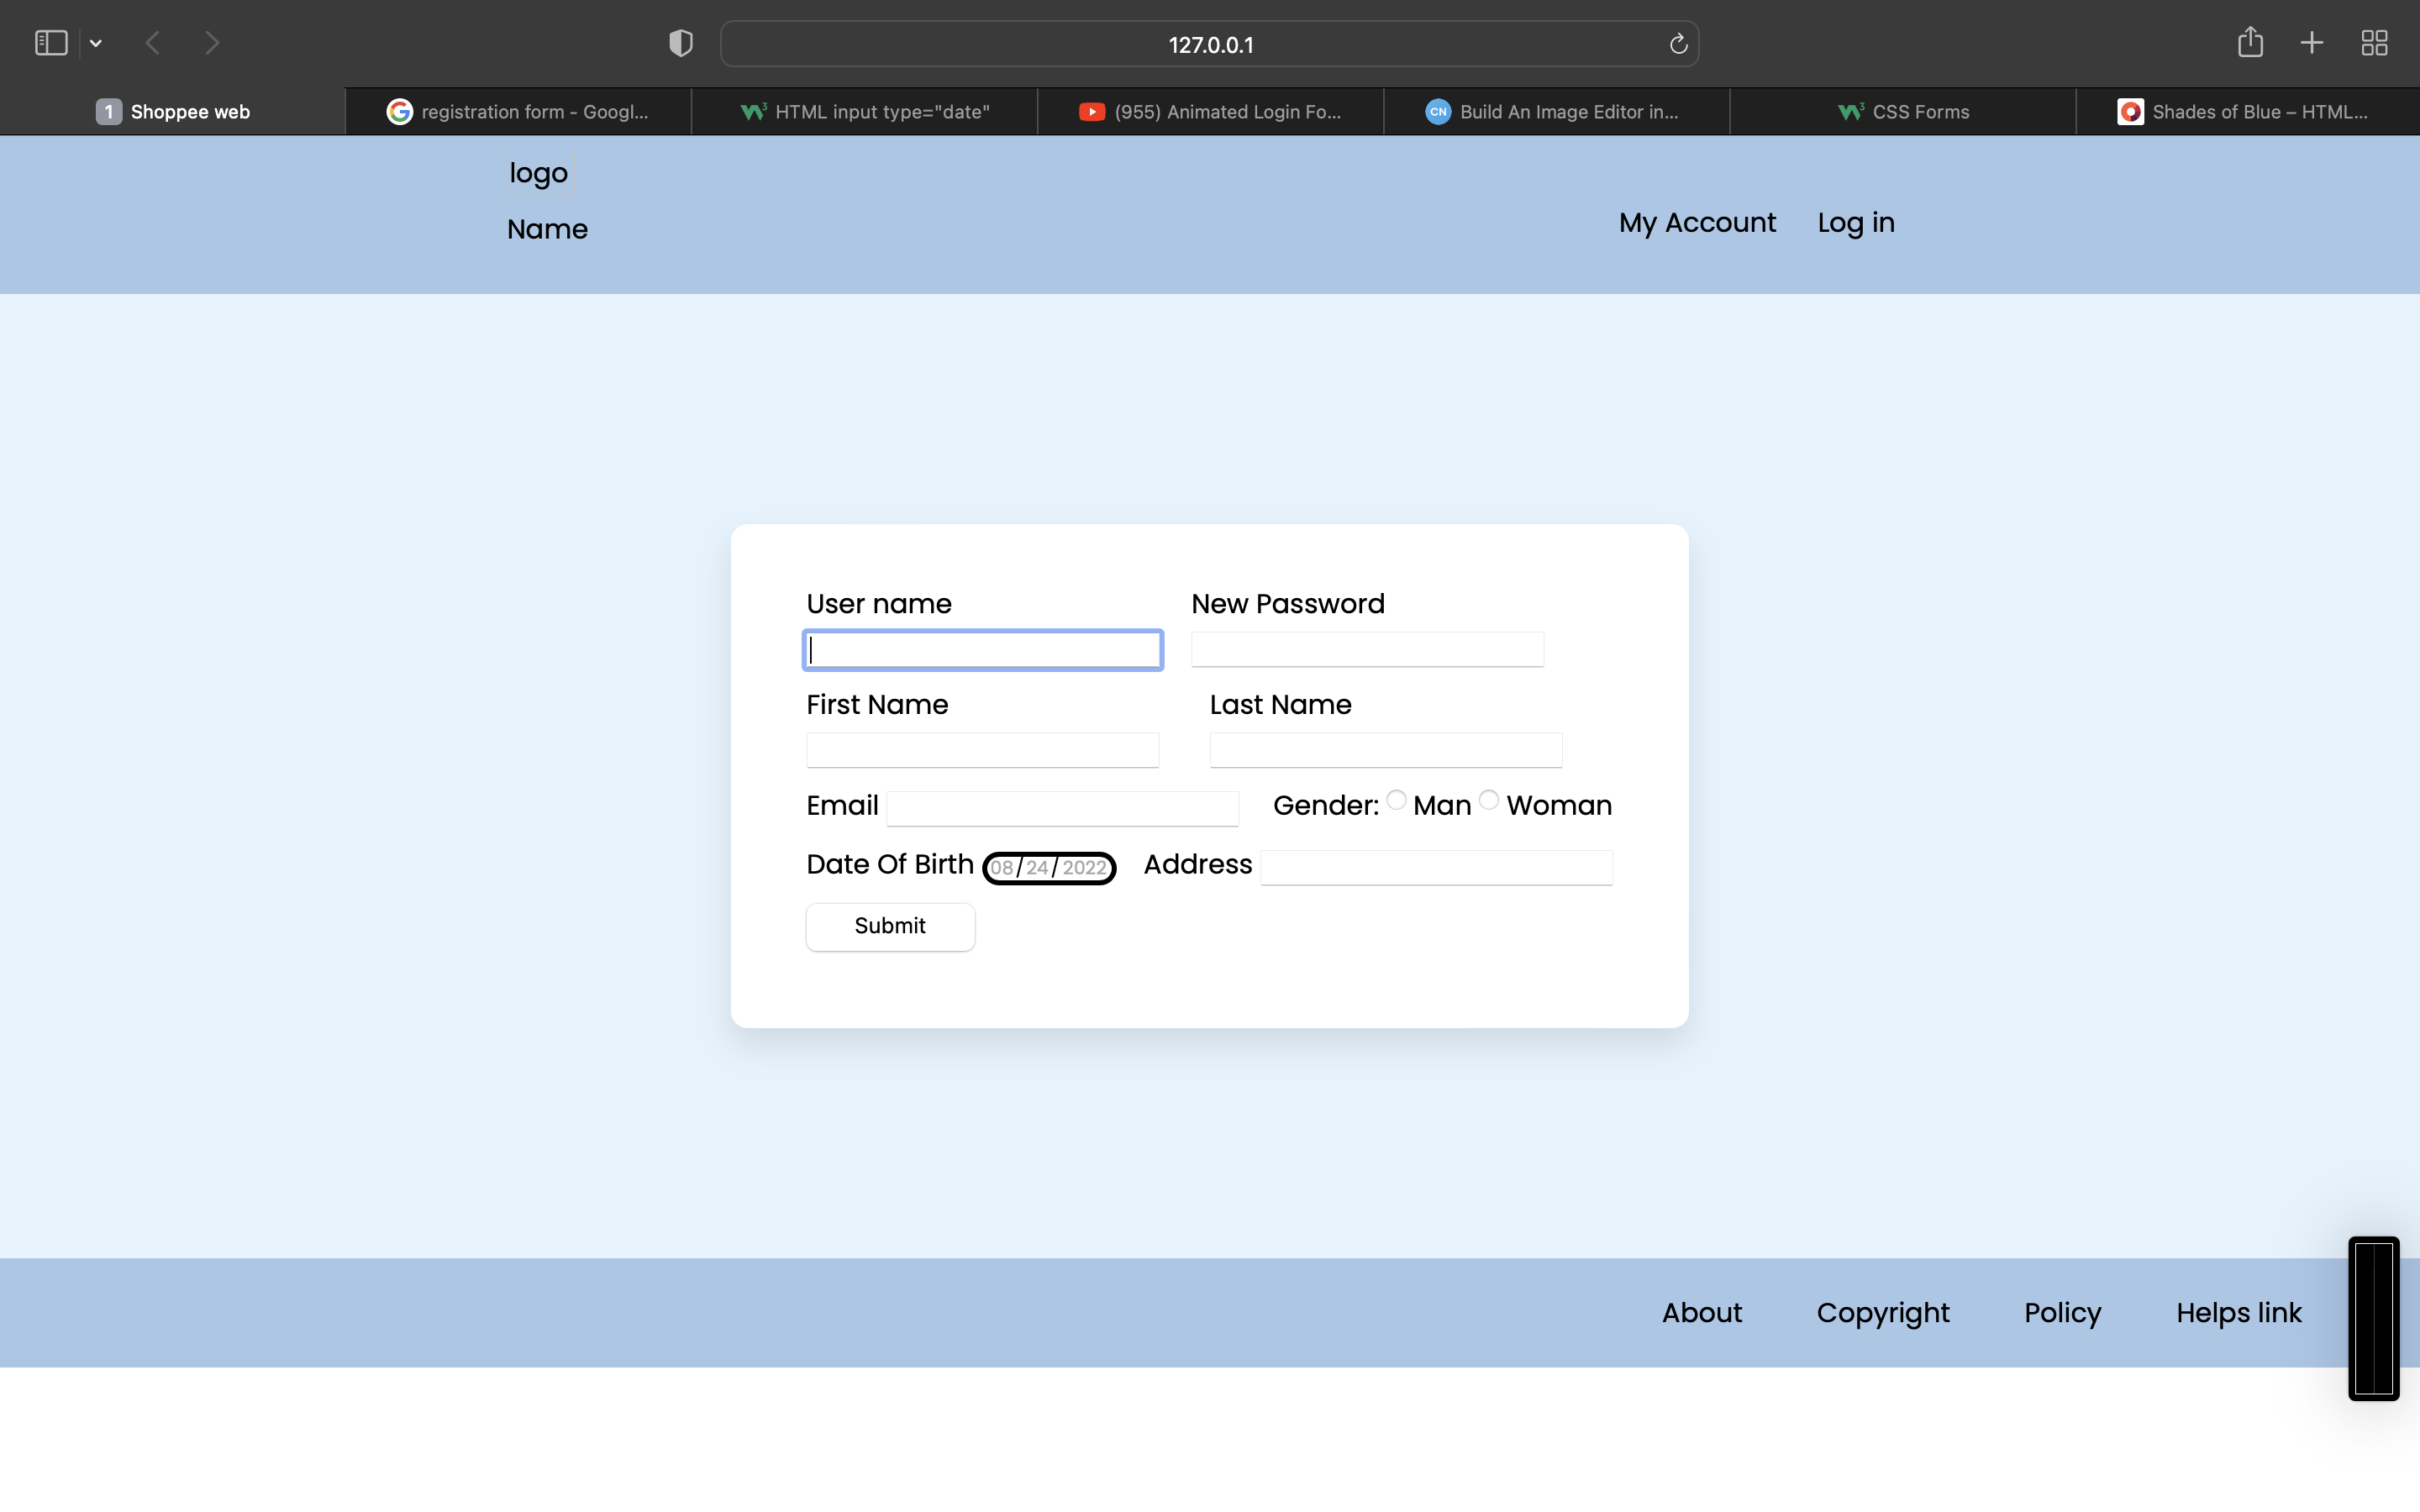 127.0.0.1
1 Shoppee web
registration form - Googl...
W3 HTML input type="date"
(955) Animated Login Fo...
CN Build An Image Editor in...
W3 CSS Forms
Shades of Blue – HTML...
logo
Name
My Account Log in
User name New Password
First Name Last Name
Email Gender: Man Woman
Date Of Birth 08/24/2022 Address
Submit
About Copyright Policy Helps link